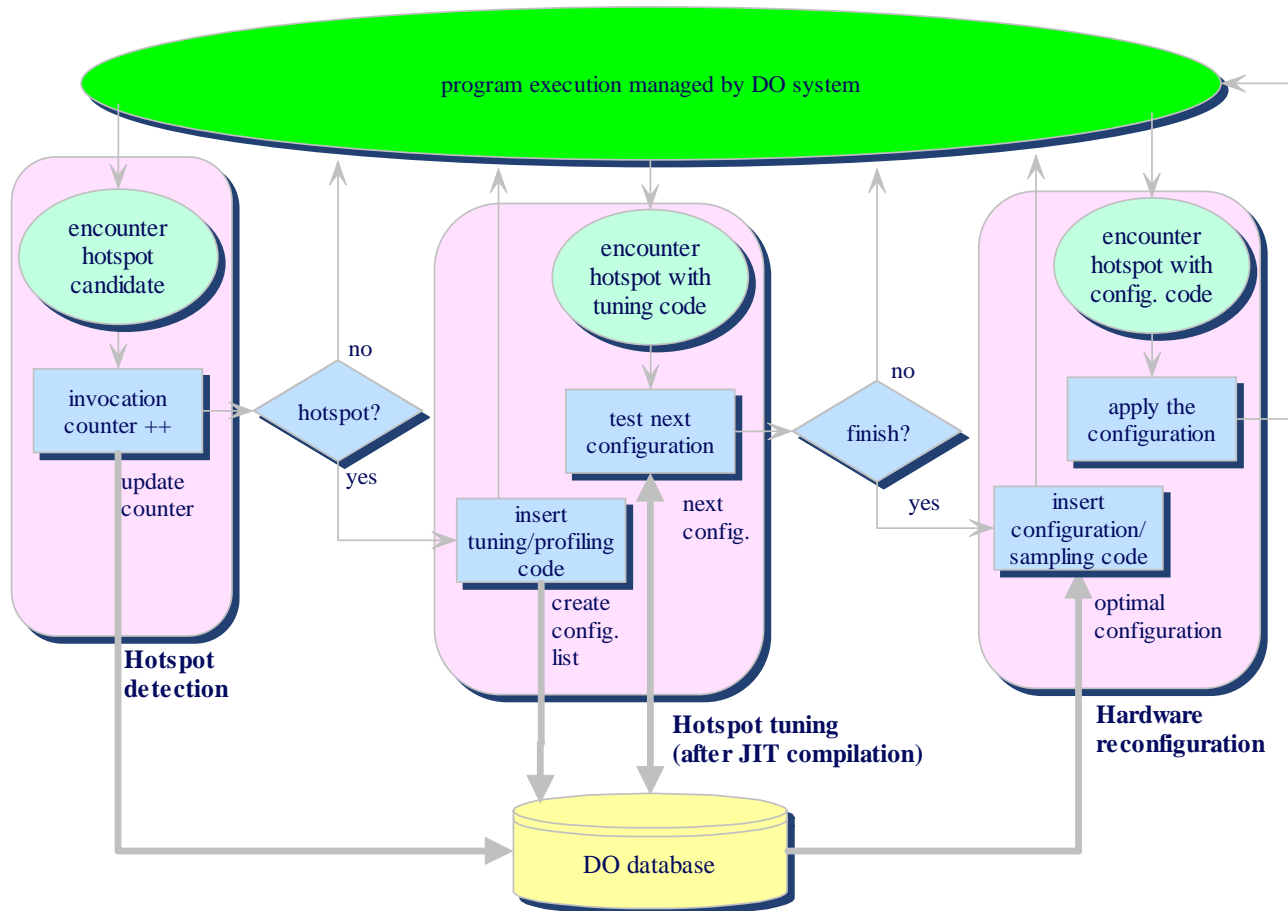 program execution managed by DO system
encounter
hotspot
candidate
invocation
counter ++
update
counter
Hotspot
detection
no
hotspot?
yes
encounter
hotspot with
tuning code
test next
configuration
next
config.
insert
tuning/profiling
code
create
config.
list
Hotspot tuning
(after JIT compilation)
no
finish?
yes
encounter
hotspot with
config. code
apply the
configuration
insert
configuration/
sampling code
optimal
configuration
Hardware
reconfiguration
DO database